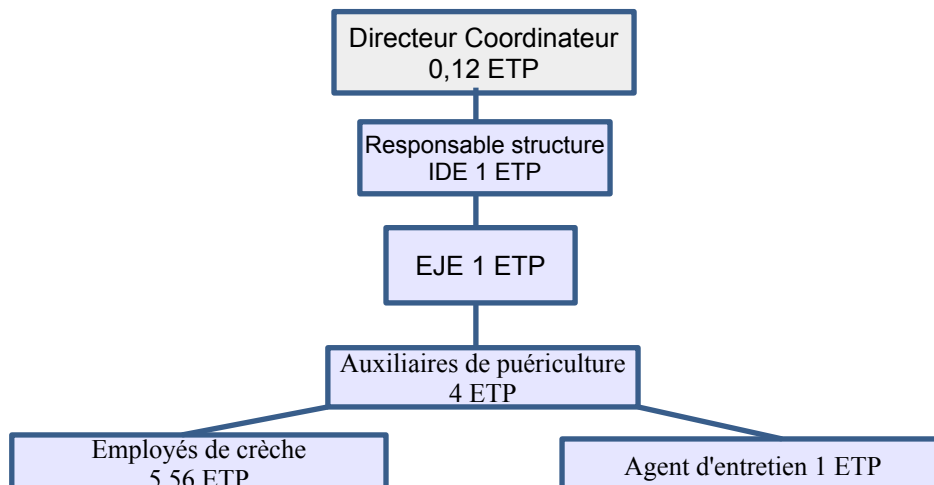 Directeur Coordinateur
0,12 ETP
Responsable structure
IDE 1 ETP
EJE 1 ETP
Auxiliaires de puériculture
4 ETP
Employés de crèche
5,56 ETP
Agent d'entretien 1 ETP